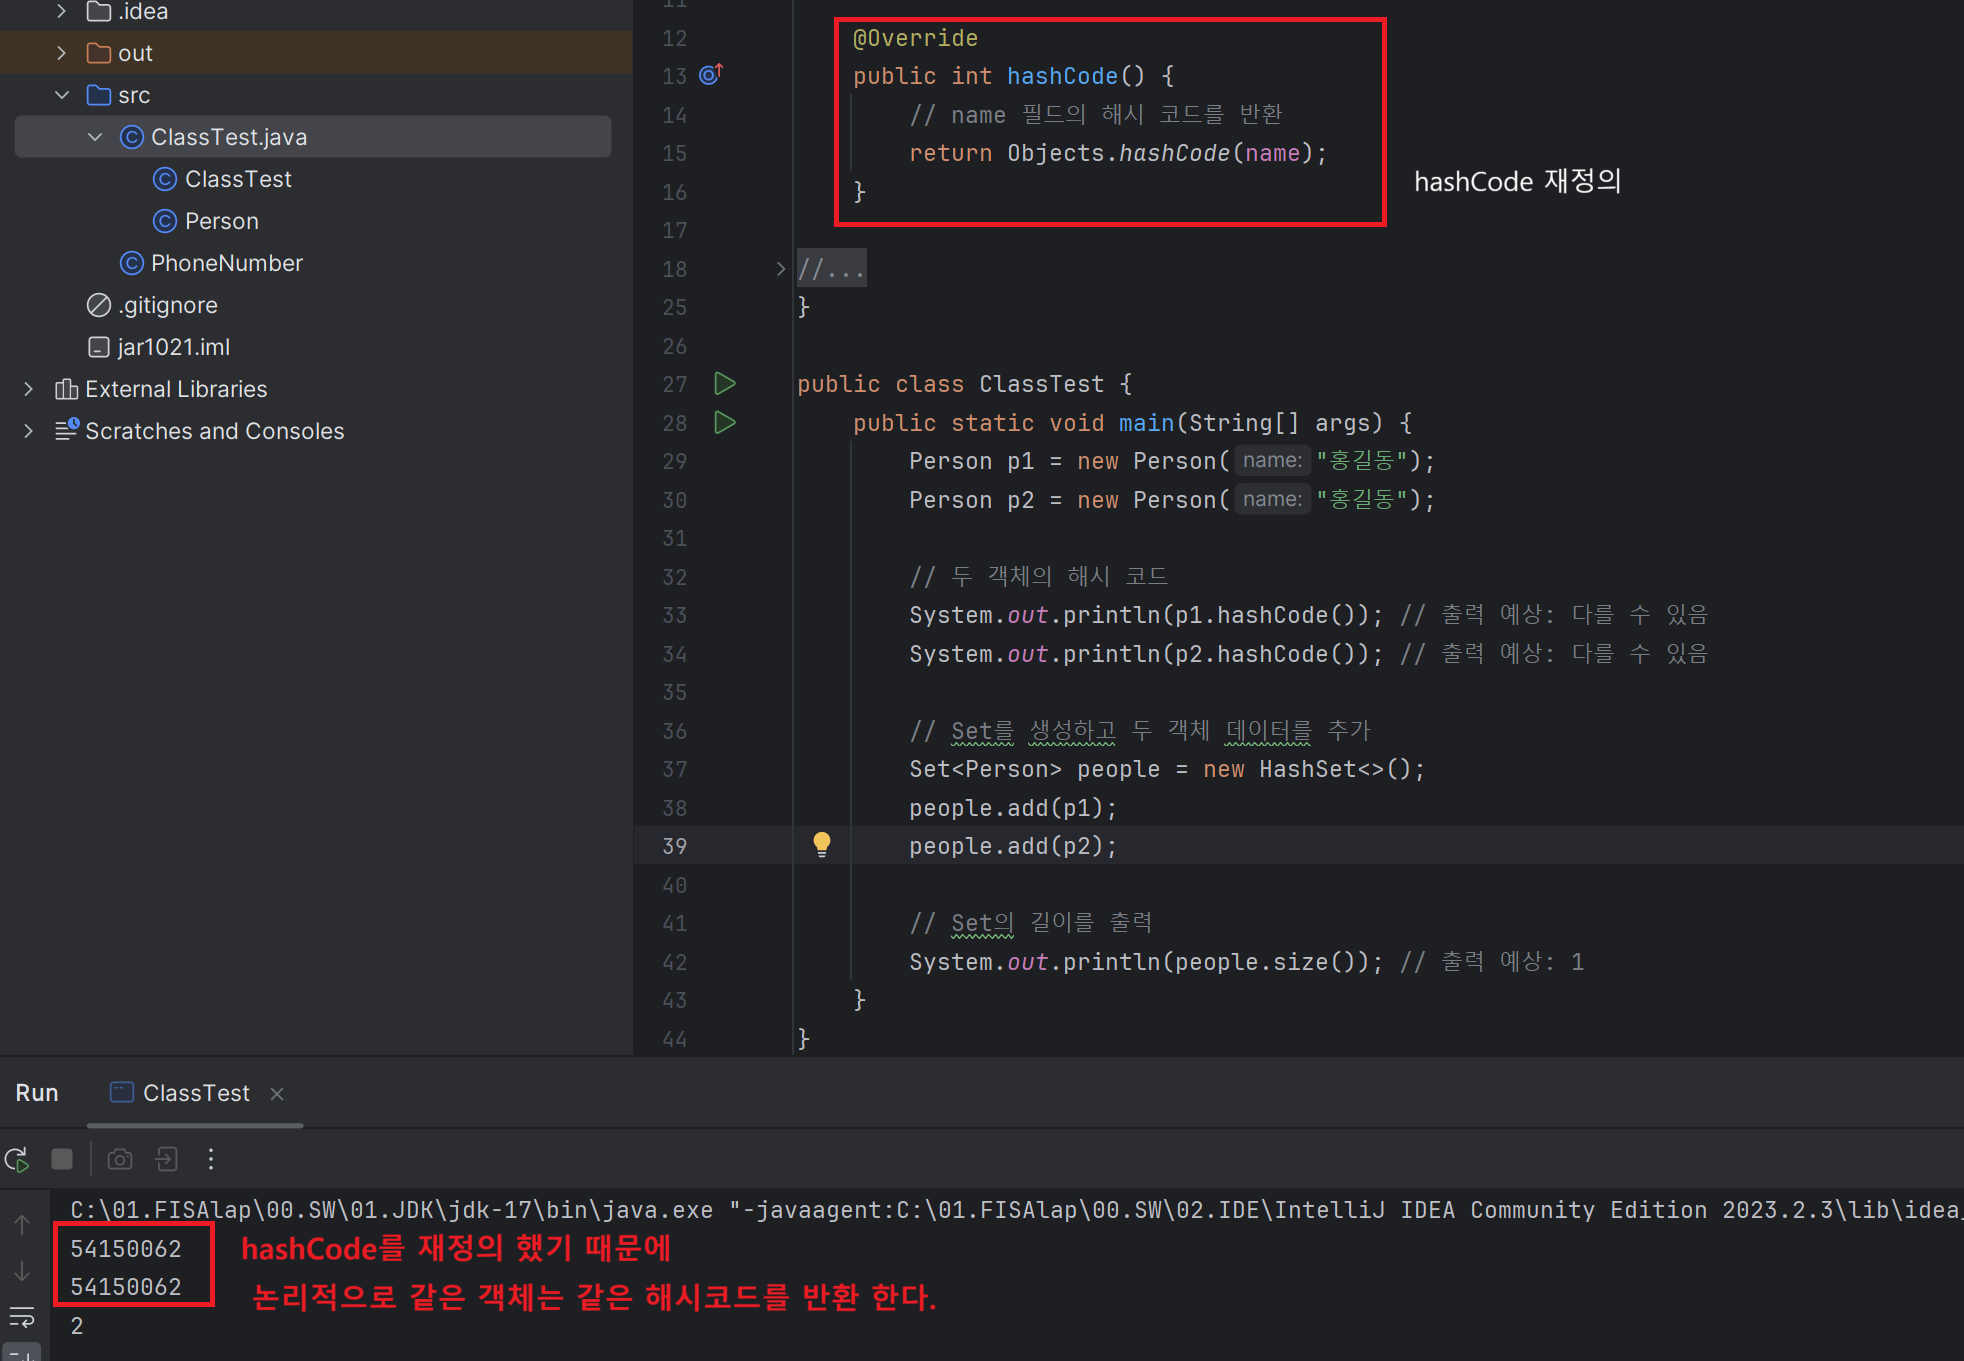 .idea
out
src
ClassTest.java
ClassTest
Person
PhoneNumber
.gitignore
jar1021.iml
External Libraries
Scratches and Consoles
11
12 @Override
13 public int hashCode() {
14 // name 필드의 해시 코드를 반환
15 return Objects.hashCode(name);
16 }
17
hashCode 재정의
18 //...
25 }
26
27 public class ClassTest {
28 public static void main(String[] args) {
29 Person p1 = new Person( name: "홍길동");
30 Person p2 = new Person( name: "홍길동");
31
32 // 두 객체의 해시 코드
33 System.out.println(p1.hashCode()); // 출력 예상: 다를 수 있음
34 System.out.println(p2.hashCode()); // 출력 예상: 다를 수 있음
35
36 // Set를 생성하고 두 객체 데이터를 추가
37 Set<Person> people = new HashSet<>();
38 people.add(p1);
39 people.add(p2);
40
41 // Set의 길이를 출력
42 System.out.println(people.size()); // 출력 예상: 1
43 }
44 }
Run ClassTest
C:\01.FISAlap\00.SW\01.JDK\jdk-17\bin\java.exe "-javaagent:C:\01.FISAlap\00.SW\02.IDE\IntelliJ IDEA Community Edition 2023.2.3\lib\idea_
54150062 hashCode를 재정의 했기 때문에
54150062 논리적으로 같은 객체는 같은 해시코드를 반환 한다.
2